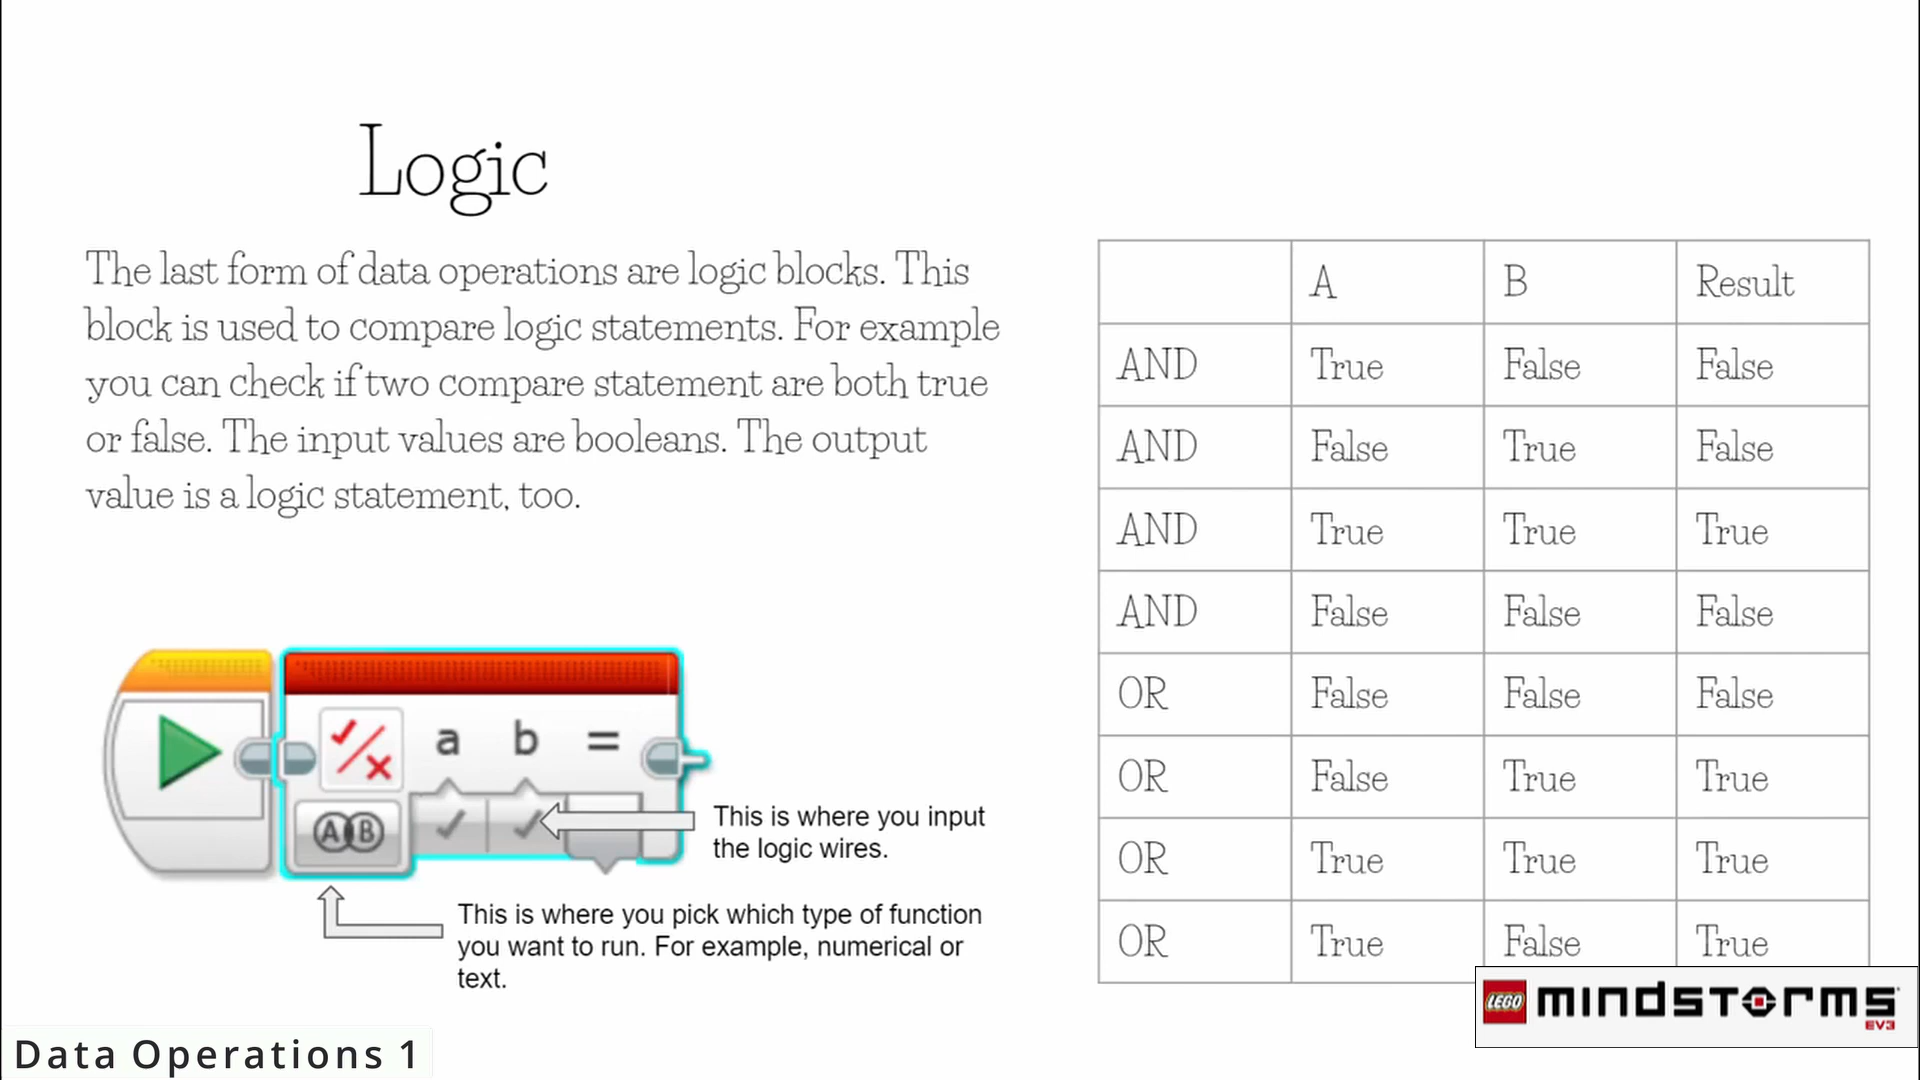 Logic
The last form of data operations are logic blocks. This
block is used to compare logic statements. For example
you can check if two compare statement are both true
or false. The input values are booleans. The output
value is a logic statement, too.
a b =
A B
This is where you input
the logic wires.
This is where you pick which type of function
you want to run. For example, numerical or
text.
A B Result
AND True False False
AND False True False
AND True True True
AND False False False
OR False False False
OR False True True
OR True True True
OR True False True
LEGO mindstorms
EV3
Data Operations 1